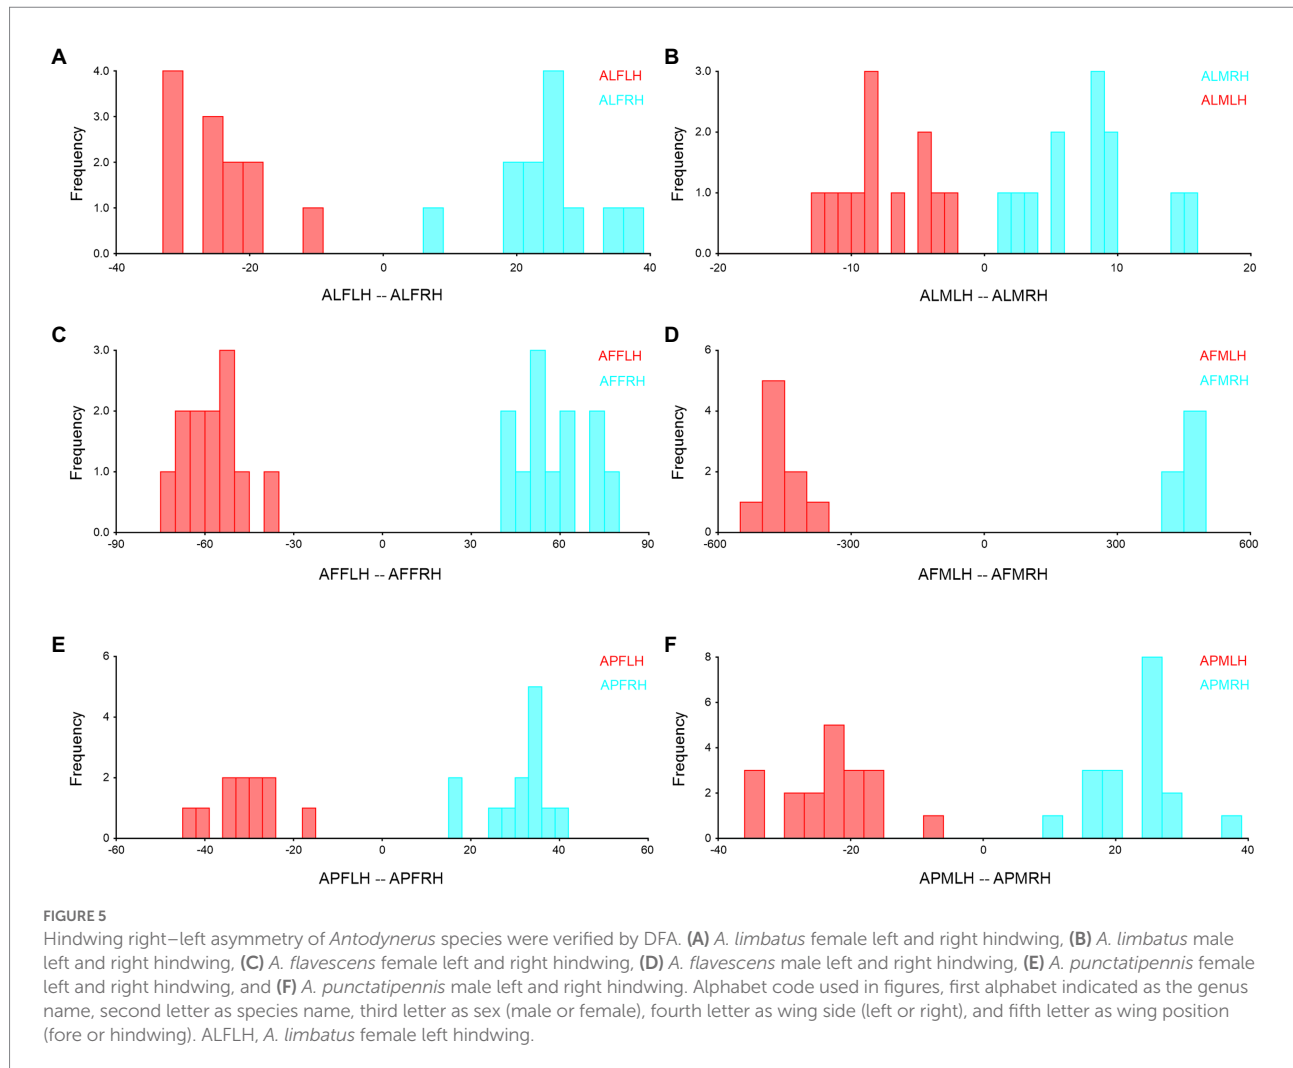 A
4.0
3.0
2.0
1.0
0.0
Frequency
-40
-20
0
20
40
ALFLH -- ALFRH
ALFLH
ALFRH
B
3.0
2.0
1.0
0.0
Frequency
-20
-10
0
10
20
ALMLH -- ALMRH
ALMRH
ALMLH
C
3.0
2.0
1.0
0.0
Frequency
-90
-60
-30
0
30
60
90
AFFLH -- AFFRH
AFFLH
AFFRH
D
6
4
2
0
Frequency
-600
-300
0
300
600
AFMLH -- AFMRH
AFMLH
AFMRH
E
6
4
2
0
Frequency
-60
-40
-20
0
20
40
60
APFLH -- APFRH
APFLH
APFRH
F
8
6
4
2
0
Frequency
-40
-20
0
20
40
APMLH -- APMRH
APMLH
APMRH
FIGURE 5
Hindwing right–left asymmetry of Antodynerus species were verified by DFA. (A) A. limbatus female left and right hindwing, (B) A. limbatus male
left and right hindwing, (C) A. flavescens female left and right hindwing, (D) A. flavescens male left and right hindwing, (E) A. punctatipennis female
left and right hindwing, and (F) A. punctatipennis male left and right hindwing. Alphabet code used in figures, first alphabet indicated as the genus
name, second letter as species name, third letter as sex (male or female), fourth letter as wing side (left or right), and fifth letter as wing position
(fore or hindwing). ALFLH, A. limbatus female left hindwing.